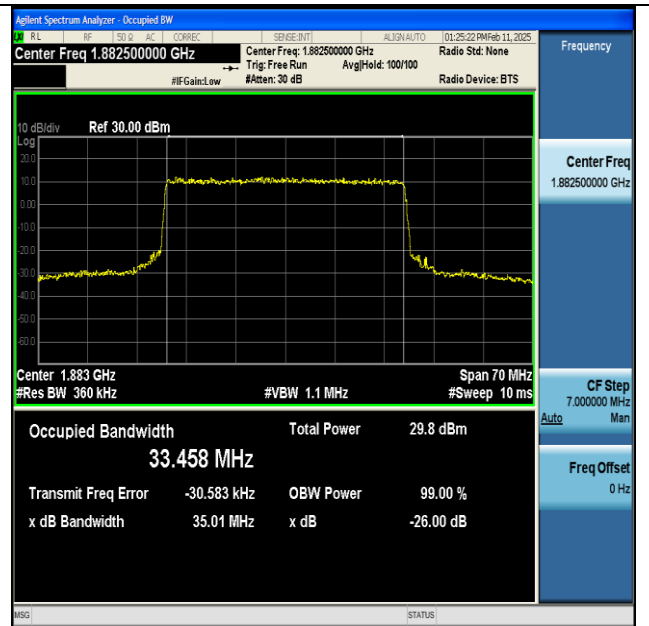 Agilent Spectrum Analyzer - Occupied BW
LXI RL RF 50 Ω AC CORREC SENSE:INT ALIGN AUTO 01:25:22 PM Feb 11, 2025
Center Freq 1.882500000 GHz
Center Freq: 1.882500000 GHz
Radio Std: None
Trig: Free Run Avg|Hold: 100/100
#IFGain:Low
#Atten: 30 dB
Radio Device: BTS
10 dB/div Ref 30.00 dBm
Log
20.0
10.0
0.00
-10.0
-20.0
-30.0
-40.0
-50.0
-60.0
Center 1.883 GHz
Span 70 MHz
#Res BW 360 kHz
#VBW 1.1 MHz
#Sweep 10 ms
Occupied Bandwidth
Total Power 29.8 dBm
33.458 MHz
Transmit Freq Error -30.583 kHz
OBW Power 99.00 %
x dB Bandwidth 35.01 MHz
x dB -26.00 dB
Frequency
Center Freq
1.882500000 GHz
CF Step
7.000000 MHz
Auto Man
Freq Offset
0 Hz
MSG
STATUS